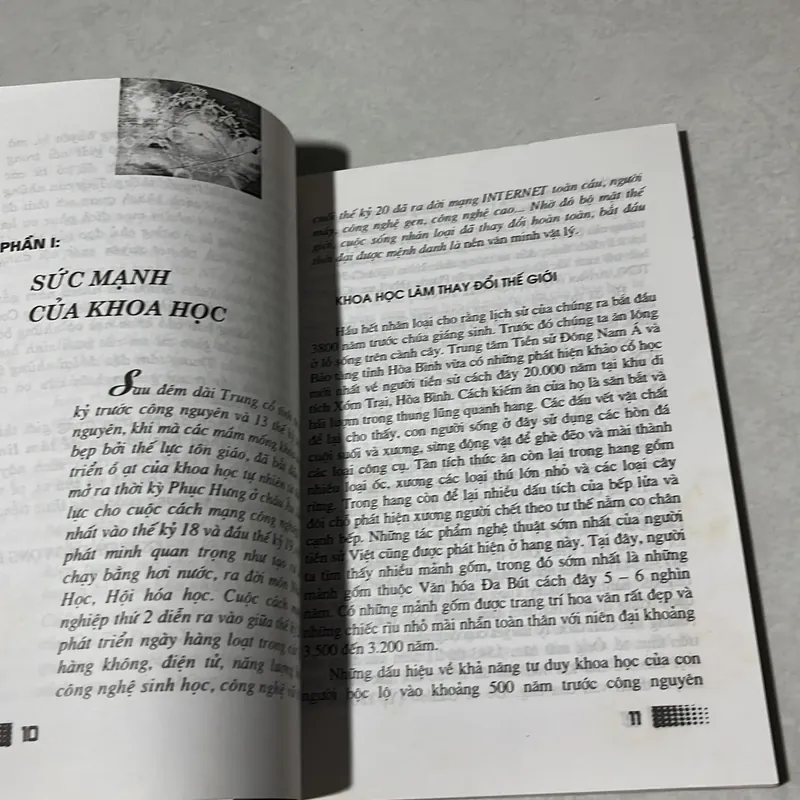 PHẦN I:
SỨC MẠNH
CỦA KHOA HỌC
Sau đêm dài Trung cổ
kỷ trước công nguyên và 13 thế
nguyên, khi mà các mầm mống
bẹp bởi thế lực tôn giáo, đã bắt
triển ồ ạt của khoa học tự nhiên
mở ra thời kỳ Phục Hưng ở châu
lực cho cuộc cách mạng công
nhất vào thế kỷ 18 và đầu thế kỷ 19
phát minh quan trọng như tạo
chạy bằng hơi nước, ra đời môn
Học, Hội hóa học. Cuộc cách
nghiệp thứ 2 diễn ra vào giữa thế
phát triển ngày hàng loạt trong
hàng không, điện tử, năng lượng
công nghệ sinh học, công nghệ
10
cuối thế kỷ 20 đã ra đời mạng INTERNET toàn cầu, người
máy, công nghệ gen, công nghệ cao... Nhờ đó bộ mặt thế
giới, cuộc sống nhân loại đã thay đổi hoàn toàn, bắt đầu
thời đại được mệnh danh là nền văn minh vật lý.
KHOA HỌC LÀM THAY ĐỔI THẾ GIỚI
Hầu hết nhân loại cho rằng lịch sử của chúng ra bắt đầu
3800 năm trước chúa giáng sinh. Trước đó chúng ta ăn lông
ở lỗ sống trên cành cây. Trung tâm Tiền sử Đông Nam Á và
Bảo tàng tỉnh Hòa Bình vừa có những phát hiện khảo cổ học
mới nhất về người tiền sử cách đây 20.000 năm tại khu di
tích Xóm Trại, Hòa Bình. Cách kiếm ăn của họ là săn bắt và
hái lượm trong thung lũng quanh hang. Các dấu vết vật chất
để lại cho thấy, con người sống ở đây sử dụng các hòn đá
cuội suối và xương, sừng động vật để ghè đẽo và mài thành
các loại công cụ. Tàn tích thức ăn còn lại trong hang gồm
nhiều loại ốc, xương các loại thú lớn nhỏ và các loại cây
rừng. Trong hang còn để lại nhiều dấu tích của bếp lửa và
đôi chỗ phát hiện xương người chết theo tư thế nằm co chân
cạnh bếp. Những tác phẩm nghệ thuật sớm nhất của người
tiền sử Việt cũng được phát hiện ở hang này. Tại đây, người
ta tìm thấy nhiều mảnh gốm, trong đó sớm nhất là những
mảnh gốm thuộc Văn hóa Đa Bút cách đây 5 – 6 nghìn
năm. Có những mảnh gốm được trang trí hoa văn rất đẹp và
những chiếc rìu nhỏ mài nhẵn toàn thân với niên đại khoảng
3.500 đến 3.200 năm.
Những dấu hiệu về khả năng tư duy khoa học của con
người bộc lộ vào khoảng 500 năm trước công nguyên
11